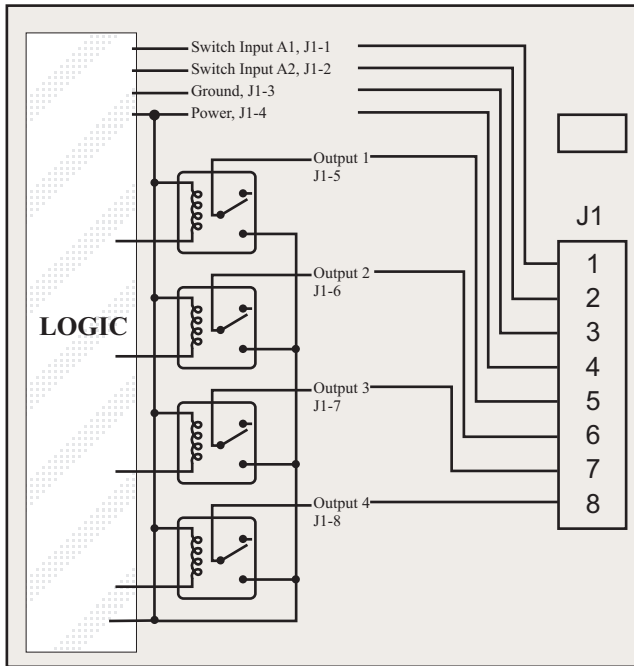 Switch Input A1, J1-1
Switch Input A2, J1-2
Ground, J1-3
Power, J1-4
Output 1
J1-5
Output 2
J1-6
LOGIC
Output 3
J1-7
Output 4
J1-8
J1
1
2
3
4
5
6
7
8